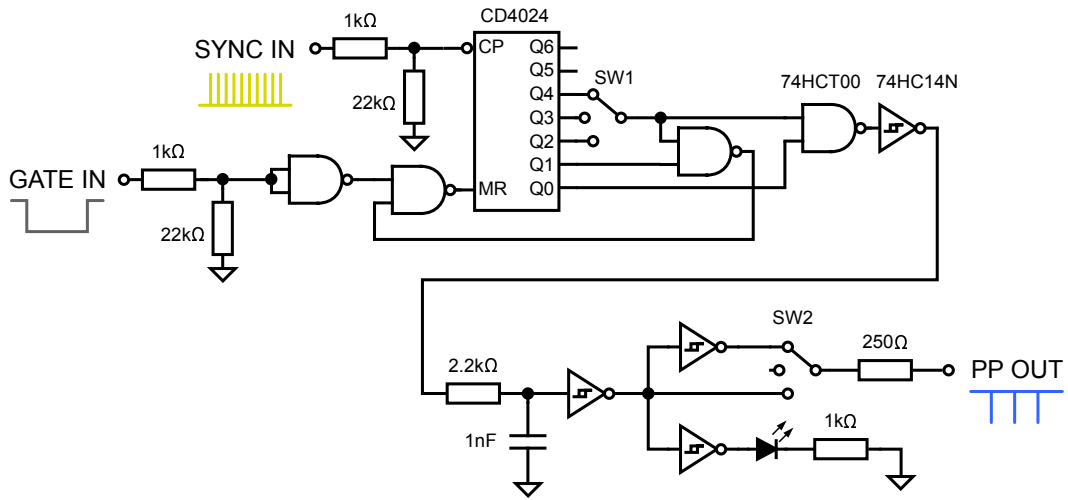 CD4024
1kΩ
SYNC IN
CP
Q6
Q5
SW1
74HCT00
74HC14N
22kΩ
Q4
Q3
Q2
1kΩ
Q1
GATE IN
MR
Q0
22kΩ
SW2
2.2kΩ
250Ω
PP OUT
1nF
1kΩ